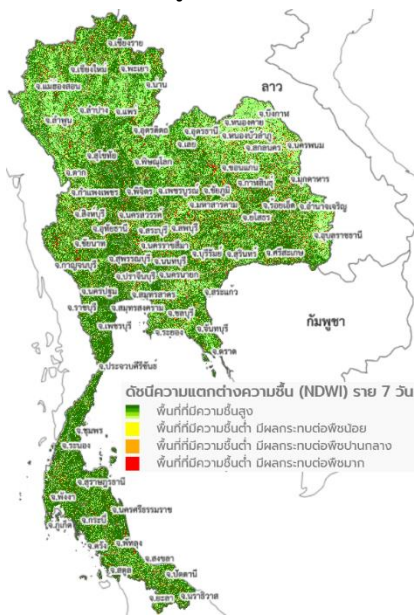 จ.เชียงราย
จ.เชียงใหม่ จ.พะเยา
จ.แม่ฮ่องสอน จ.น่าน
จ.ลำปาง จ.แพร่
จ.ลำพูน
ลาว
จ.อุตรดิตถ์ จ.เลย จ.อุดรธานี จ.หนองคาย จ.บึงกาฬ
จ.หนองบัวลำภู
จ.สกลนคร จ.นครพนม
จ.สุโขทัย จ.พิษณุโลก
จ.ขอนแก่น
จ.ตาก จ.กาฬสินธุ์ จ.มุกดาหาร
จ.กำแพงเพชร จ.พิจิตร จ.เพชรบูรณ์ จ.ชัยภูมิ
จ.มหาสารคาม จ.ร้อยเอ็ด จ.อำนาจเจริญ
จ.ยโสธร
จ.สิงห์บุรี จ.นครสวรรค์
จ.อุทัยธานี จ.สระบุรี จ.ลพบุรี
จ.อุบลราชธานี
จ.ชัยนาท จ.นครราชสีมา
จ.สุพรรณบุรี จ.นนทบุรี จ.บุรีรัมย์ จ.สุรินทร์ จ.ศรีสะเกษ
จ.กาญจนบุรี จ.ปราจีนบุรี จ.นครนายก
จ.นครปฐม จ.สมุทรสาคร จ.สระแก้ว
จ.ราชบุรี จ.สมุทรสงคราม จ.ชลบุรี
จ.เพชรบุรี จ.ระยอง จ.จันทบุรี
กัมพูชา
จ.ตราด
จ.ประจวบคีรีขันธ์
ดัชนีความแตกต่างความชื้น (NDWI) ราย 7 วัน
พื้นที่ที่มีความชื้นสูง
พื้นที่ที่มีความชื้นต่ำ มีผลกระทบต่อพืชน้อย
พื้นที่ที่มีความชื้นต่ำ มีผลกระทบต่อพืชปานกลาง
พื้นที่ที่มีความชื้นต่ำ มีผลกระทบต่อพืชมาก
จ.ชุมพร
จ.ระนอง
จ.สุราษฎรธานี
จ.พังงา
จ.นครศรีธรรมราช
จ.กระบี่
จ.ภูเก็ต
จ.ตรัง จ.พัทลุง
จ.สงขลา
จ.สตูล จ.ปัตตานี
จ.ยะลา จ.นราธิวาส